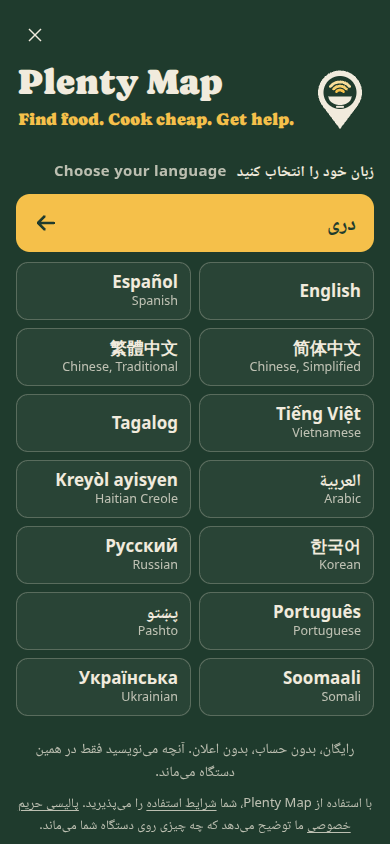 Plenty Map
Find food. Cook cheap. Get help.
زبان خود را انتخاب کنید Choose your language
دری
English
Español
Spanish
简体中文
Chinese, Simplified
繁體中文
Chinese, Traditional
Tiếng Việt
Vietnamese
Tagalog
العربية
Arabic
Kreyòl ayisyen
Haitian Creole
한국어
Korean
Русский
Russian
Português
Portuguese
پښتو
Pashto
Soomaali
Somali
Українська
Ukrainian
رایگان، بدون حساب، بدون اعلان. آنچه می‌نویسید فقط در همین
دستگاه می‌ماند.
با استفاده از Plenty Map، شما شرایط استفاده را می‌پذیرید. پالیسی حریم
خصوصی ما توضیح می‌دهد که چه چیزی روی دستگاه شما می‌ماند.